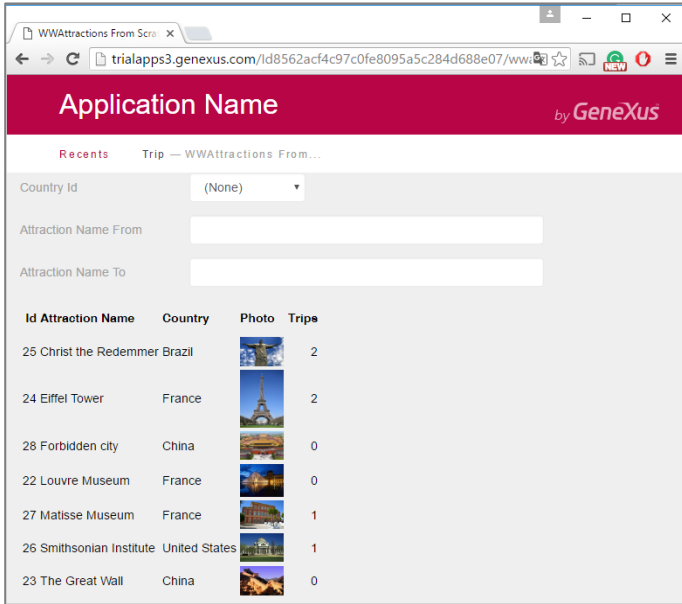 WWAttractions From Scra
trialapps3.genexus.com/Id8562acf4c97c0fe8095a5c284d688e07/wwa
NEW
Application Name
by GeneXus
Recents Trip — WWAttractions From...
Country Id (None)
Attraction Name From
Attraction Name To
Id Attraction Name Country Photo Trips
25 Christ the Redemmer Brazil 2
24 Eiffel Tower France 2
28 Forbidden city China 0
22 Louvre Museum France 0
27 Matisse Museum France 1
26 Smithsonian Institute United States 1
23 The Great Wall China 0